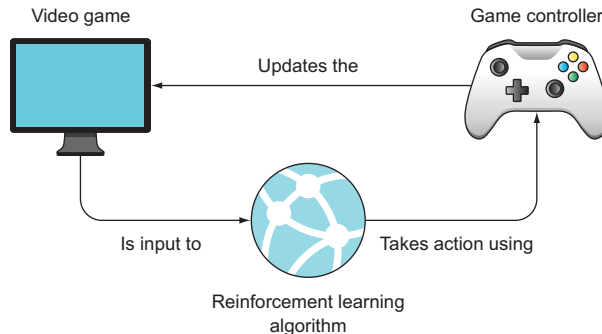 Video game
Game controller
Updates the
Is input to
Takes action using
Reinforcement learning
algorithm